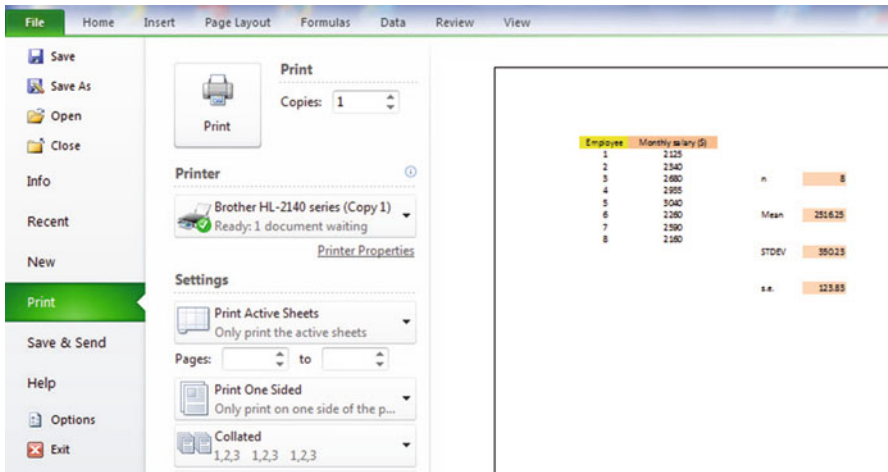 File Home Insert Page Layout Formulas Data Review View
Save
Save As
Open
Close
Info
Recent
New
Print
Save & Send
Help
Options
Exit
Print
Print
Copies: 1
Printer
Brother HL-2140 series (Copy 1)
Ready: 1 document waiting
Printer Properties
Settings
Print Active Sheets
Only print the active sheets
Pages: to
Print One Sided
Only print on one side of the p...
Collated
1,2,3 1,2,3 1,2,3
Employee Monthly salary ($)
1 2125
2 2340
3 2680 n 8
4 2955
5 3040
6 2260 Mean 2516.25
7 2590
8 2160 STDEV 350.25
s.e. 123.83